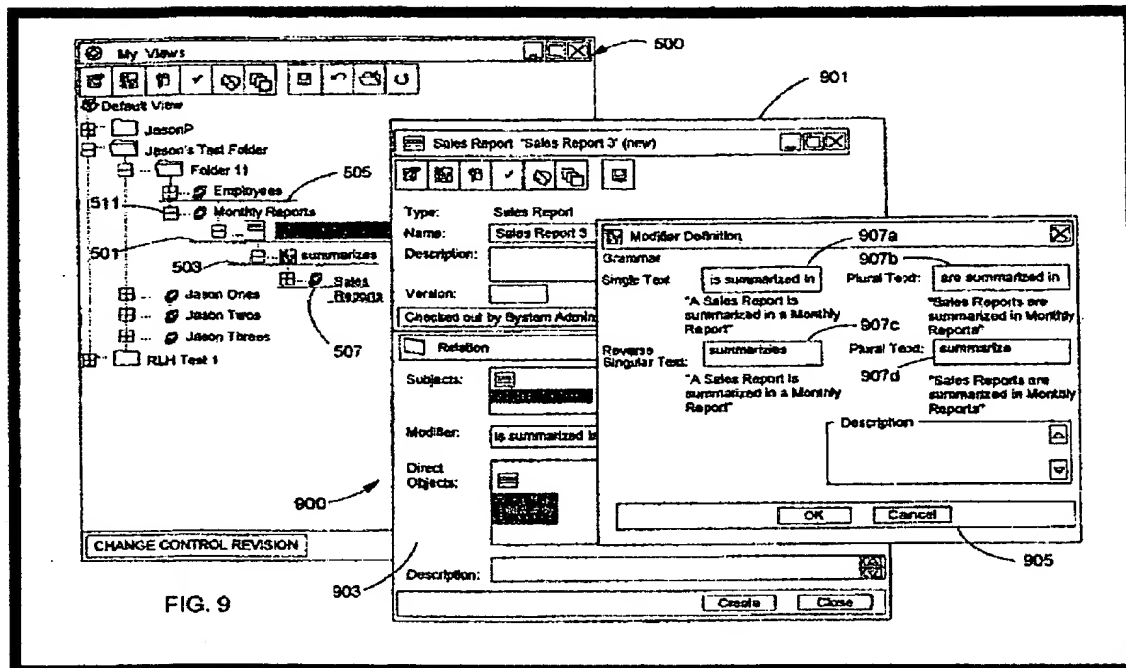 My Views
500
Default View
JasonP
Jason's Test Folder
Folder 11
Employees
505
511
Monthly Reports
501
503
summarizes
Sales
Reports
507
Jason Ones
Jason Twos
Jason Threes
RLH Test 1
CHANGE CONTROL REVISION
FIG. 9
900
901
Sales Report 'Sales Report 3' (new)
Type: Sales Report
Name: Sales Report 3
Description:
Version:
Checked out by System Admin
Relation
Subjects:
Modifier: is summarized in
Direct
Objects:
903
Description:
Create Close
Modifier Definition
907a
907b
Grammar
Single Text is summarized in
Plural Text: are summarized in
"A Sales Report is
summarized in a Monthly
Report"
"Sales Reports are
summarized in Monthly
Reports"
907c
Reverse
Singular Text: summarizies
Plural Text: summarize
907d
"A Sales Report is
summarized in a Monthly
Report"
"Sales Reports are
summarized in Monthly
Reports"
Description
OK Cancel
905